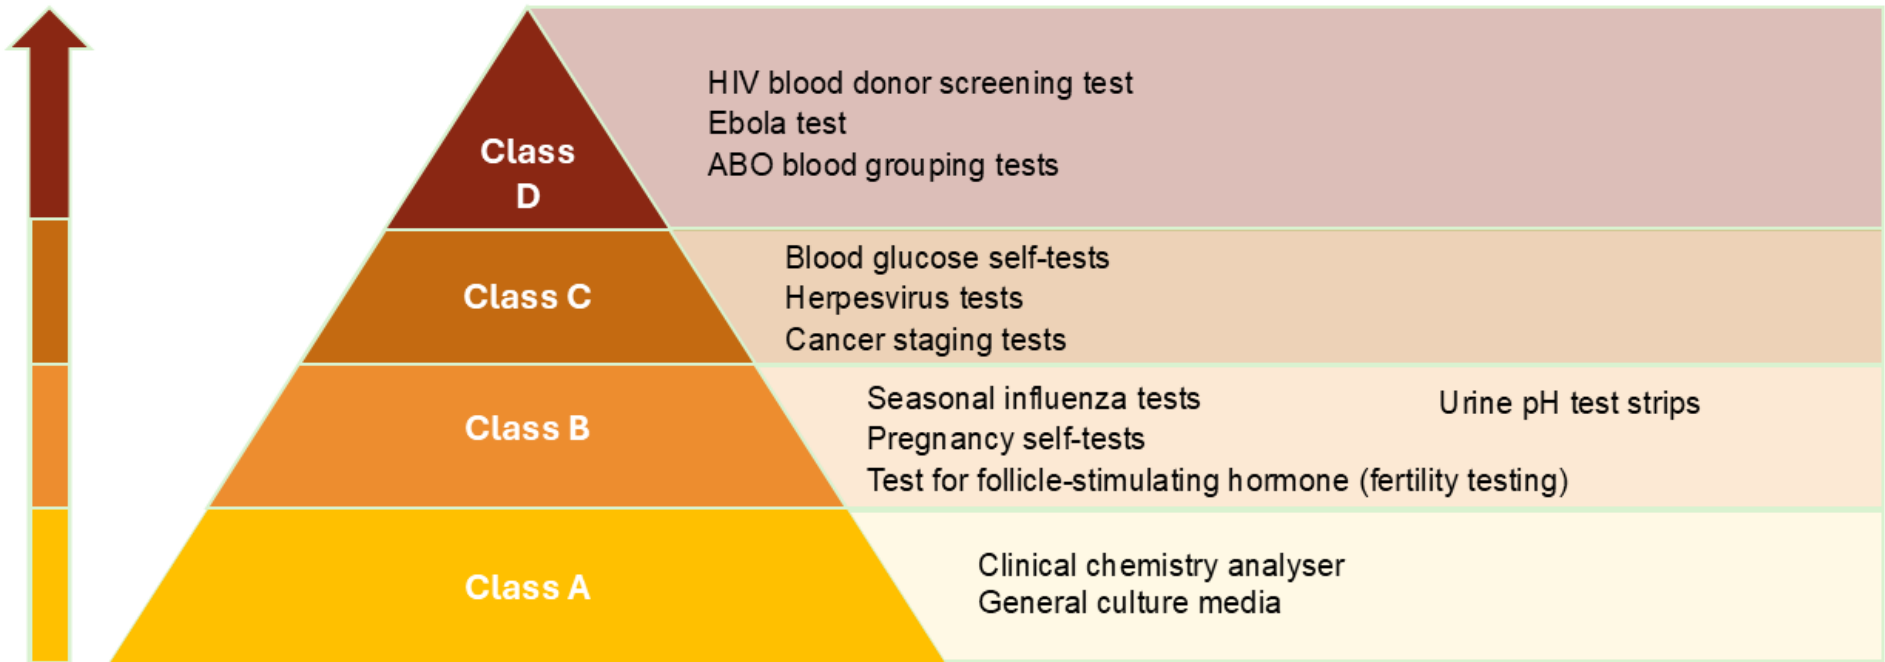 Class
D
HIV blood donor screening test
Ebola test
ABO blood grouping tests
Class C
Blood glucose self-tests
Herpesvirus tests
Cancer staging tests
Class B
Seasonal influenza tests
Pregnancy self-tests
Test for follicle-stimulating hormone (fertility testing)
Urine pH test strips
Class A
Clinical chemistry analyser
General culture media